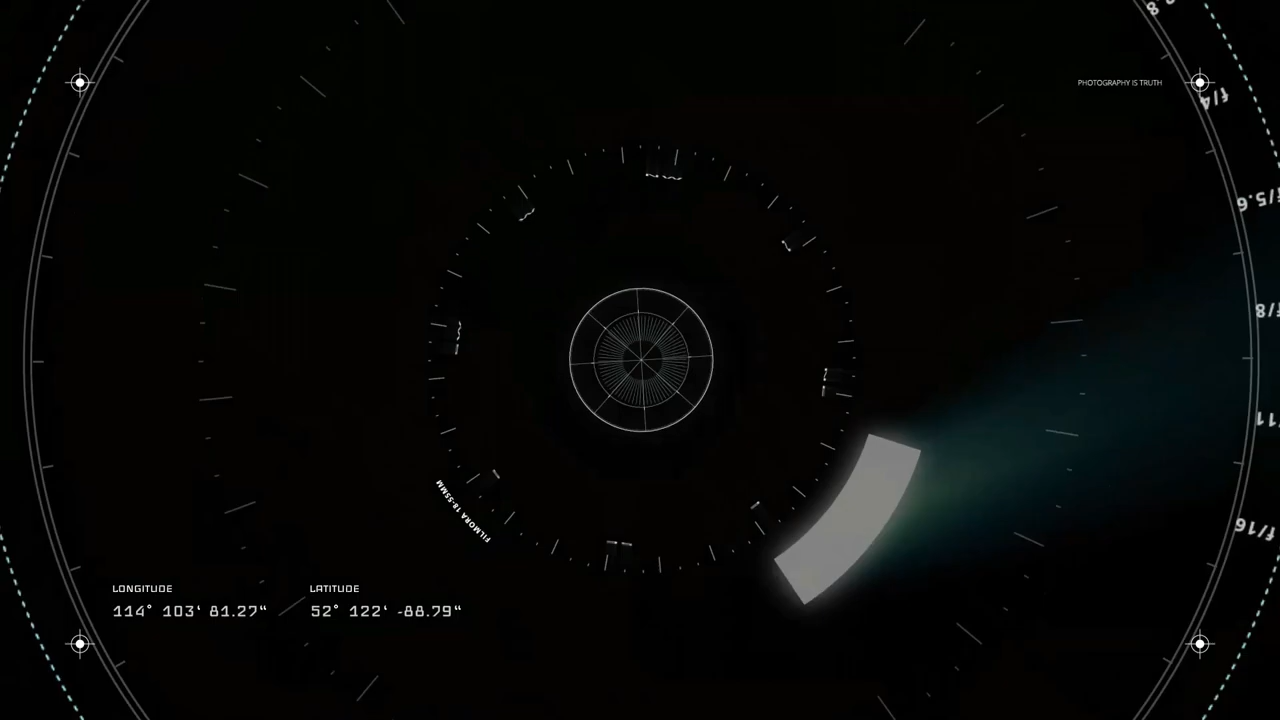 8
f/4
PHOTOGRAPHY IS TRUTH
f/5.6
f/8
f/16
FILMORA 18-55MM
LONGITUDE
114° 103‘ 81.27“
LATITUDE
52° 122‘ -88.79“